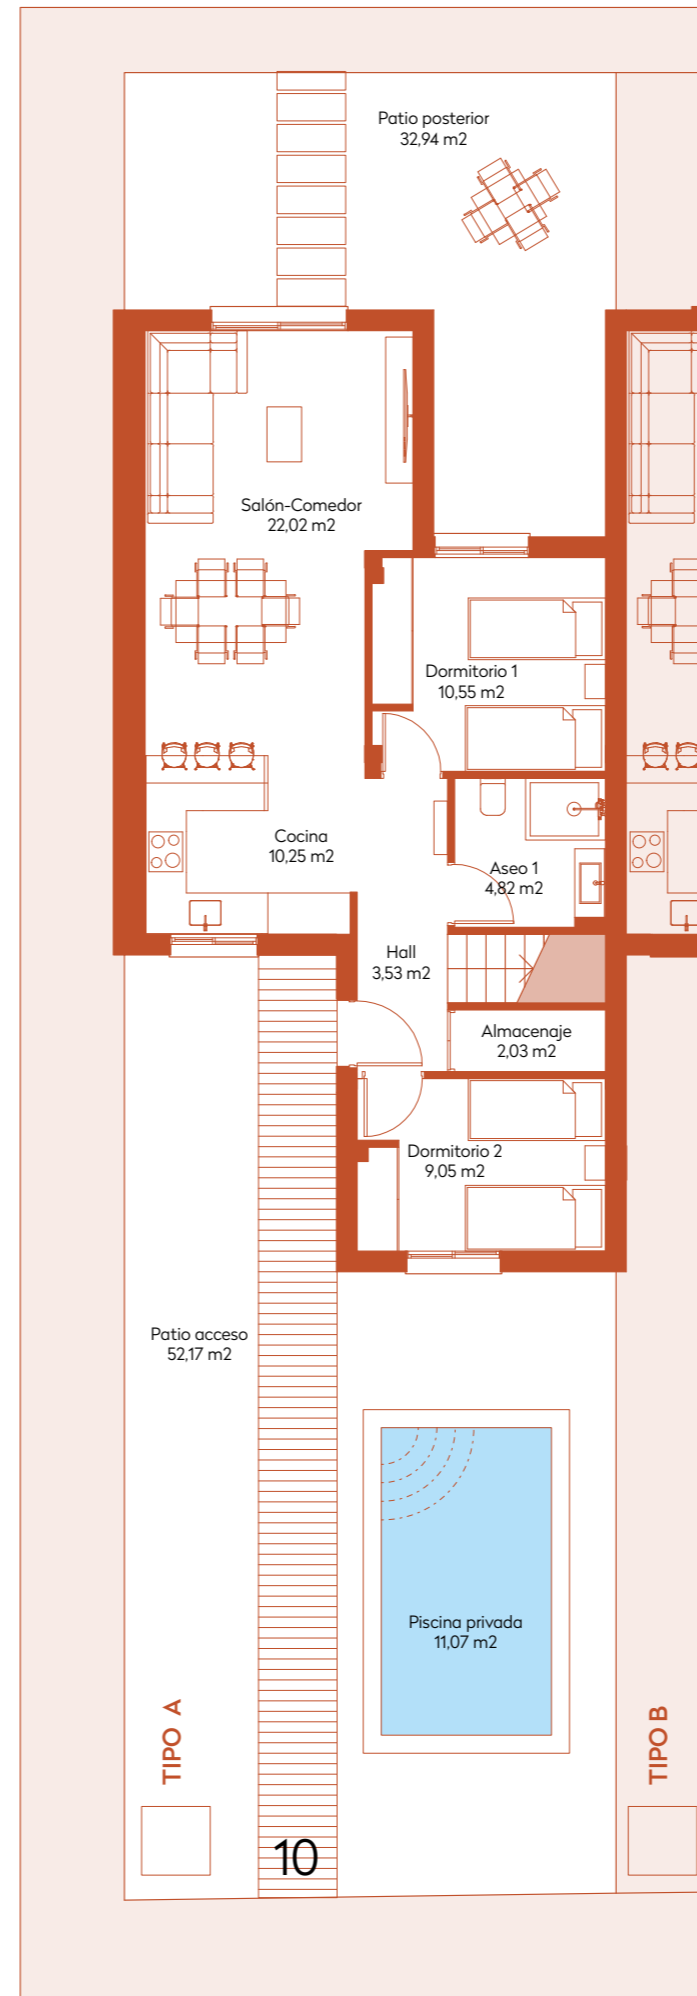 Patio posterior
32,94 m2
Salón-Comedor
22,02 m2
Dormitorio 1
10,55 m2
Cocina
10,25 m2
Aseo 1
4,82 m2
Hall
3,53 m2
Almacenaje
2,03 m2
Dormitorio 2
9,05 m2
Patio acceso
52,17 m2
Piscina privada
11,07 m2
TIPO A
TIPO B
10